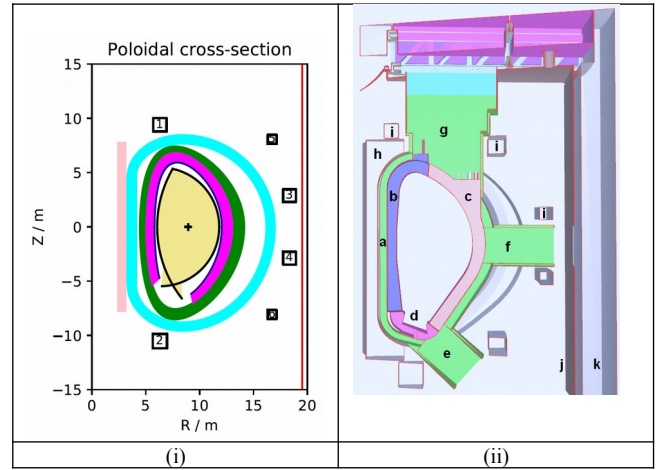 Poloidal cross-section
15
10
5
0
−5
−10
−15
Z / m
0
5
10
15
20
R / m
1
2
3
4
g
i
i
h
b
c
a
i
f
d
e
j
k
(i)
(ii)